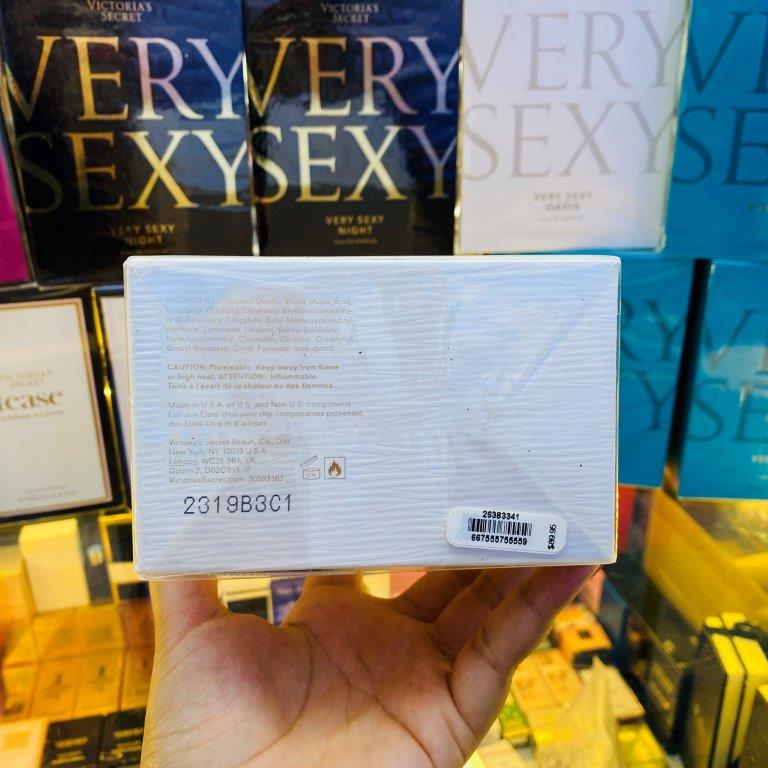 VICTORIA'S
SECRET
VERY
SEXY
VERY SEXY
NIGHT
EAU DE PARFUM
VICTORIA'S
SECRET
VERY
SEXY
VERY SEXY
NIGHT
EAU DE PARFUM
VERY
SEXY
VERY SEXY
OASIS
VICTORIA'S
SECRET
INGREDIENTS: Alcohol Denat., Water (Aqua, Eau),
Fragrance (Parfum), Ethylhexyl Methoxycinnamate,
BHT, Ethylhexyl Salicylate, Butyl Methoxydibenzoyl-
methane, Limonene, Linalool, Benzyl Salicylate,
Hydroxycitronellal, Coumarin, Geraniol, Citronellol,
Benzyl Benzoate, Citral, Farnesol, Isoeugenol
CAUTION: Flammable. Keep away from flame
or high heat. ATTENTION : Inflammable.
Tenir à l'écart de la chaleur ou des flammes.
Made in U.S.A. of U.S. and Non-U.S. components
Fait aux États-Unis avec des composantes provenant
des États-Unis et d'ailleurs
Victoria's Secret Beauty, Co., Dist.
New York, NY 10019 U.S.A.
London, WC2E 9BA, UK
Dublin 2, D02C953, IE
VictoriasSecret.com 30593163
2319B3C1
26383341
667555755559
$89.95